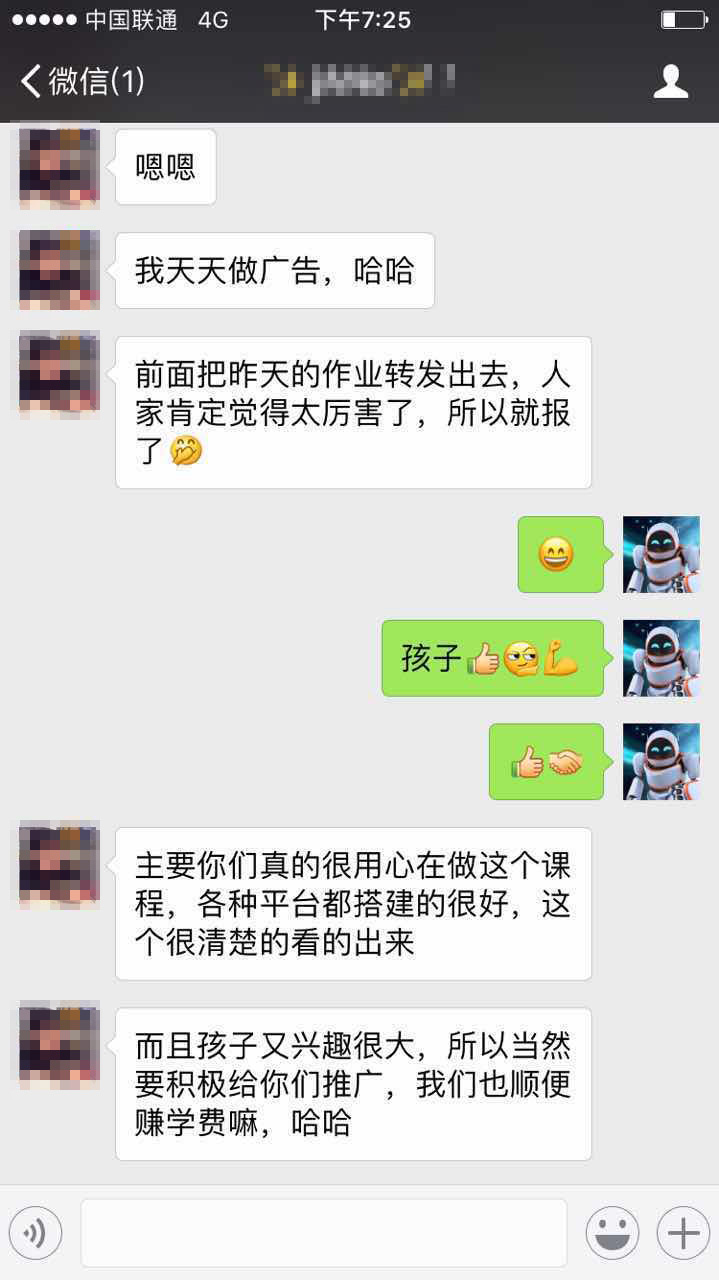 中国联通 4G 下午7:25
微信(1)
嗯嗯
我天天做广告，哈哈
前面把昨天的作业转发出去，人
家肯定觉得太厉害了，所以就报
了🤭
😄
孩子👍🤔💪
👍🤝
主要你们真的很用心在做这个课
程，各种平台都搭建的很好，这
个很清楚的看的出来
而且孩子又兴趣很大，所以当然
要积极给你们推广，我们也顺便
赚学费嘛，哈哈